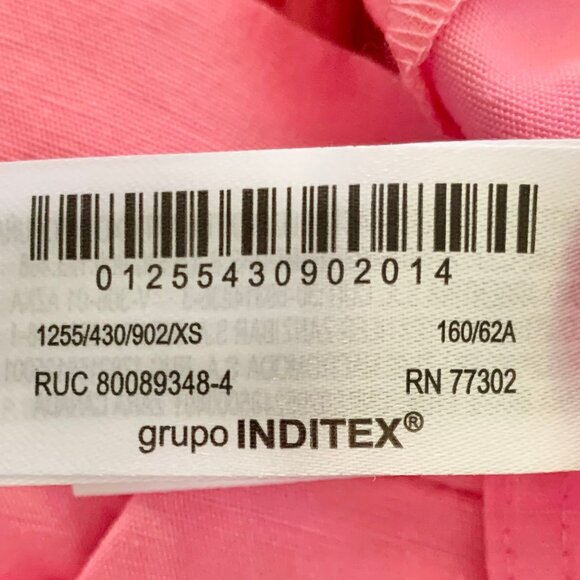 01255430902014
1255/430/902/XS 160/62A
RUC 80089348-4 RN 77302
grupo INDITEX®